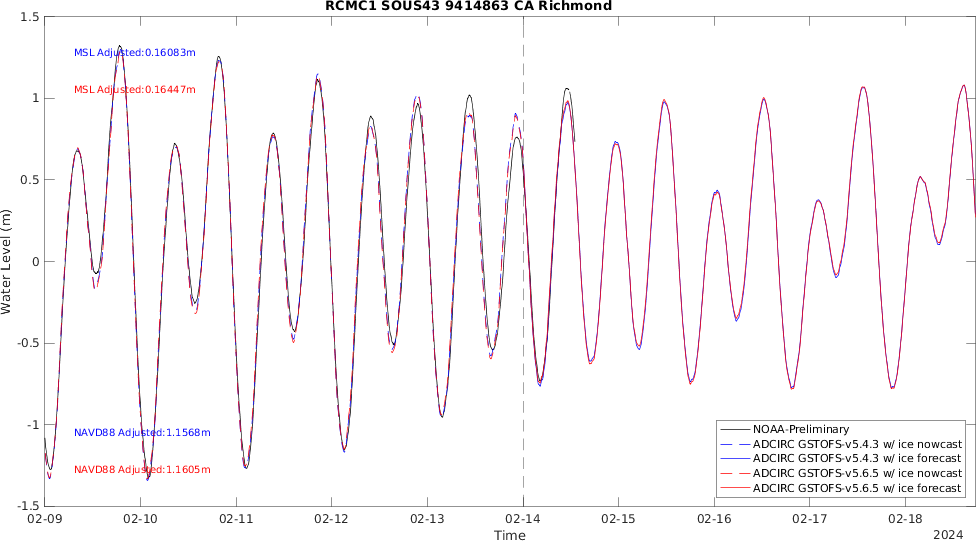 RCMC1 SOUS43 9414863 CA Richmond
1.5
MSL Adjusted:0.16083m
MSL Adjusted:0.16447m
1
0.5
0
-0.5
-1
-1.5
Water Level (m)
NAVD88 Adjusted:1.1568m
NAVD88 Adjusted:1.1605m
NOAA-Preliminary
ADCIRC GSTOFS-v5.4.3 w/ ice nowcast
ADCIRC GSTOFS-v5.4.3 w/ ice forecast
ADCIRC GSTOFS-v5.6.5 w/ ice nowcast
ADCIRC GSTOFS-v5.6.5 w/ ice forecast
02-09 02-10 02-11 02-12 02-13 02-14 02-15 02-16 02-17 02-18
Time
2024